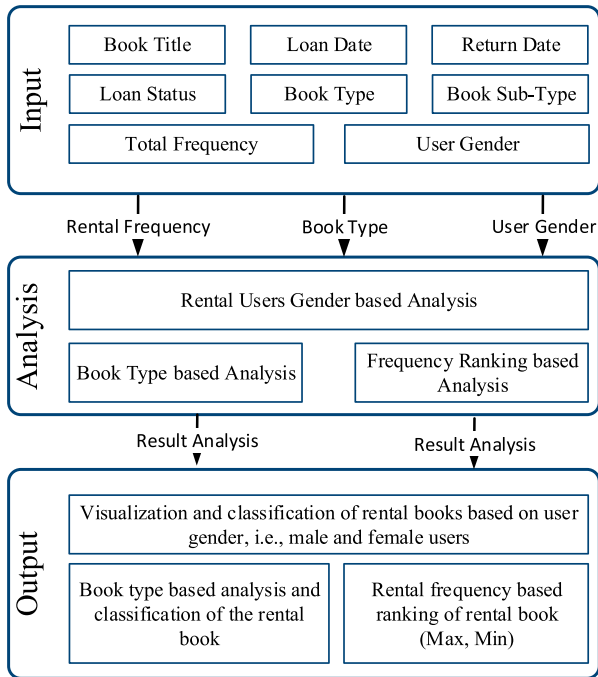 Input
Book Title
Loan Date
Return Date
Loan Status
Book Type
Book Sub-Type
Total Frequency
User Gender
Rental Frequency
Book Type
User Gender
Analysis
Rental Users Gender based Analysis
Book Type based Analysis
Frequency Ranking based
Analysis
Result Analysis
Result Analysis
Output
Visualization and classification of rental books based on user
gender, i.e., male and female users
Book type based analysis and
classification of the rental
book
Rental frequency based
ranking of rental book
(Max, Min)